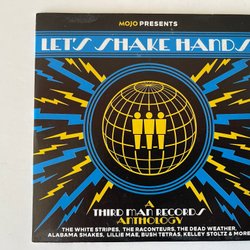 MOJO PRESENTS
LET'S SHAKE HANDS
A
THIRD MAN RECORDS
ANTHOLOGY
THE WHITE STRIPES, THE RACONTEURS, THE DEAD WEATHER,
ALABAMA SHAKES, LILLIE MAE, BUSH TETRAS, KELLEY STOLTZ & MORE